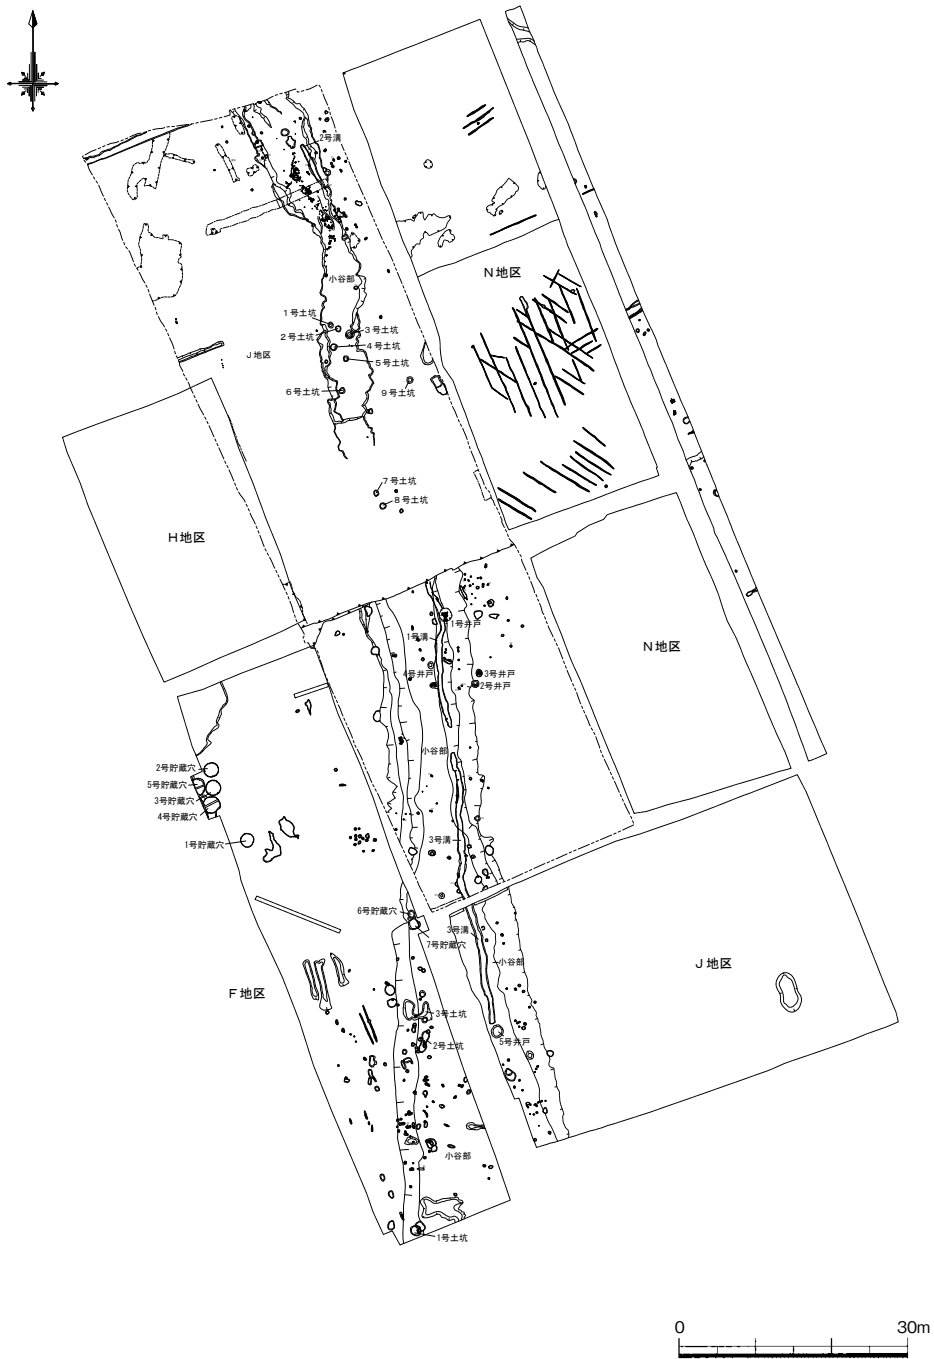 2号溝
N地区
小谷部
1号土坑
2号土坑
3号土坑
4号土坑
J地区
5号土坑
6号土坑
9号土坑
7号土坑
8号土坑
H地区
1号井戸
1号溝
N地区
4号井戸
3号井戸
2号井戸
小谷部
2号貯蔵穴
5号貯蔵穴
3号貯蔵穴
4号貯蔵穴
1号貯蔵穴
3号溝
6号貯蔵穴
7号貯蔵穴
3号溝
小谷部
J地区
F地区
3号土坑
5号井戸
2号土坑
小谷部
1号土坑
0
30m